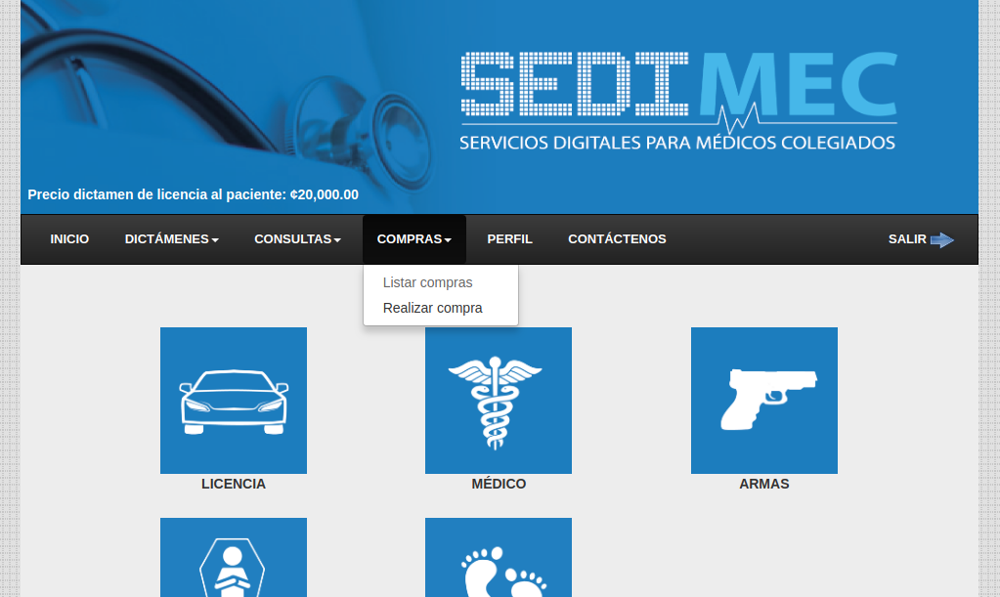 SEDIMEC
SERVICIOS DIGITALES PARA MÉDICOS COLEGIADOS
Precio dictamen de licencia al paciente: ¢20,000.00
INICIO DICTÁMENES CONSULTAS COMPRAS PERFIL CONTÁCTENOS SALIR
Listar compras
Realizar compra
LICENCIA MÉDICO ARMAS